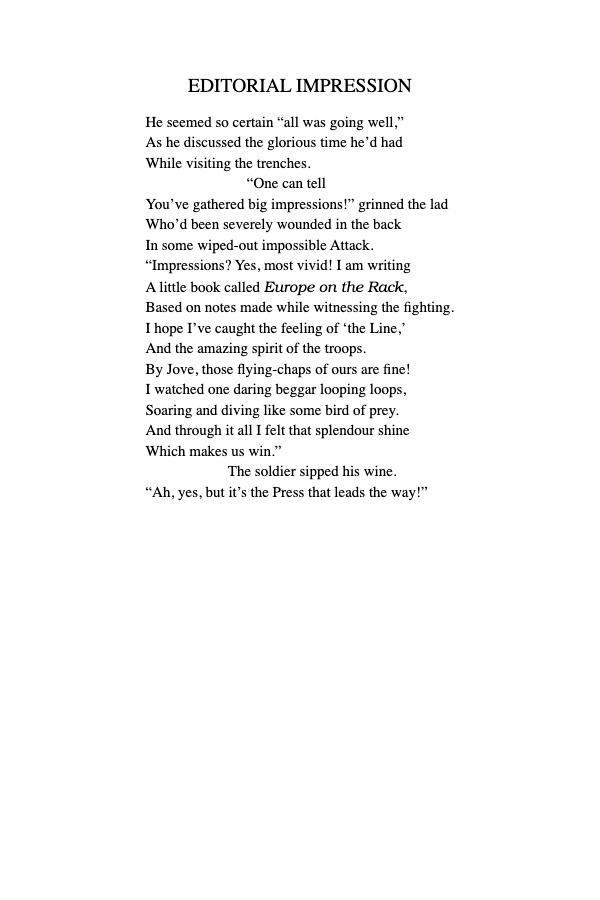 EDITORIAL IMPRESSION
He seemed so certain “all was going well,”
As he discussed the glorious time he’d had
While visiting the trenches.
“One can tell
You’ve gathered big impressions!” grinned the lad
Who’d been severely wounded in the back
In some wiped-out impossible Attack.
“Impressions? Yes, most vivid! I am writing
A little book called Europe on the Rack,
Based on notes made while witnessing the fighting.
I hope I’ve caught the feeling of ‘the Line,’
And the amazing spirit of the troops.
By Jove, those flying-chaps of ours are fine!
I watched one daring beggar looping loops,
Soaring and diving like some bird of prey.
And through it all I felt that splendour shine
Which makes us win.”
The soldier sipped his wine.
“Ah, yes, but it’s the Press that leads the way!”